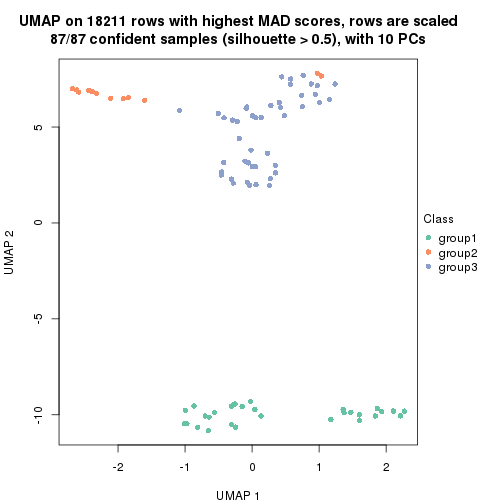 UMAP on 18211 rows with highest MAD scores, rows are scaled
87/87 confident samples (silhouette > 0.5), with 10 PCs
5
0
-5
-10
UMAP 2
-2
-1
0
1
2
UMAP 1
Class
group1
group2
group3